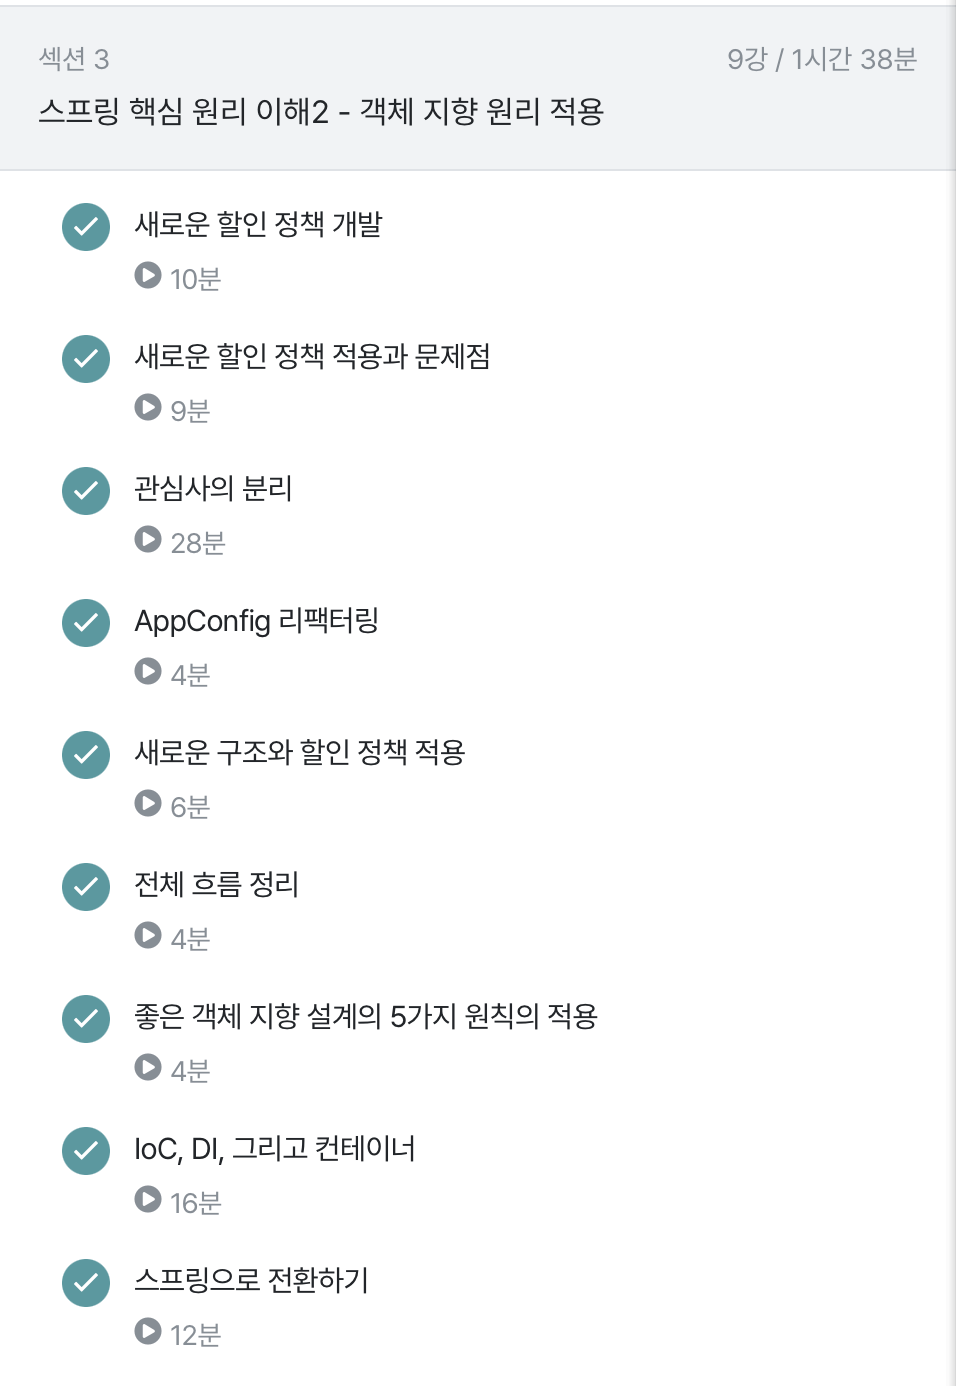 섹션 3
9강 / 1시간 38분
스프링 핵심 원리 이해2 - 객체 지향 원리 적용
새로운 할인 정책 개발
10분
새로운 할인 정책 적용과 문제점
9분
관심사의 분리
28분
AppConfig 리팩터링
4분
새로운 구조와 할인 정책 적용
6분
전체 흐름 정리
4분
좋은 객체 지향 설계의 5가지 원칙의 적용
4분
IoC, DI, 그리고 컨테이너
16분
스프링으로 전환하기
12분